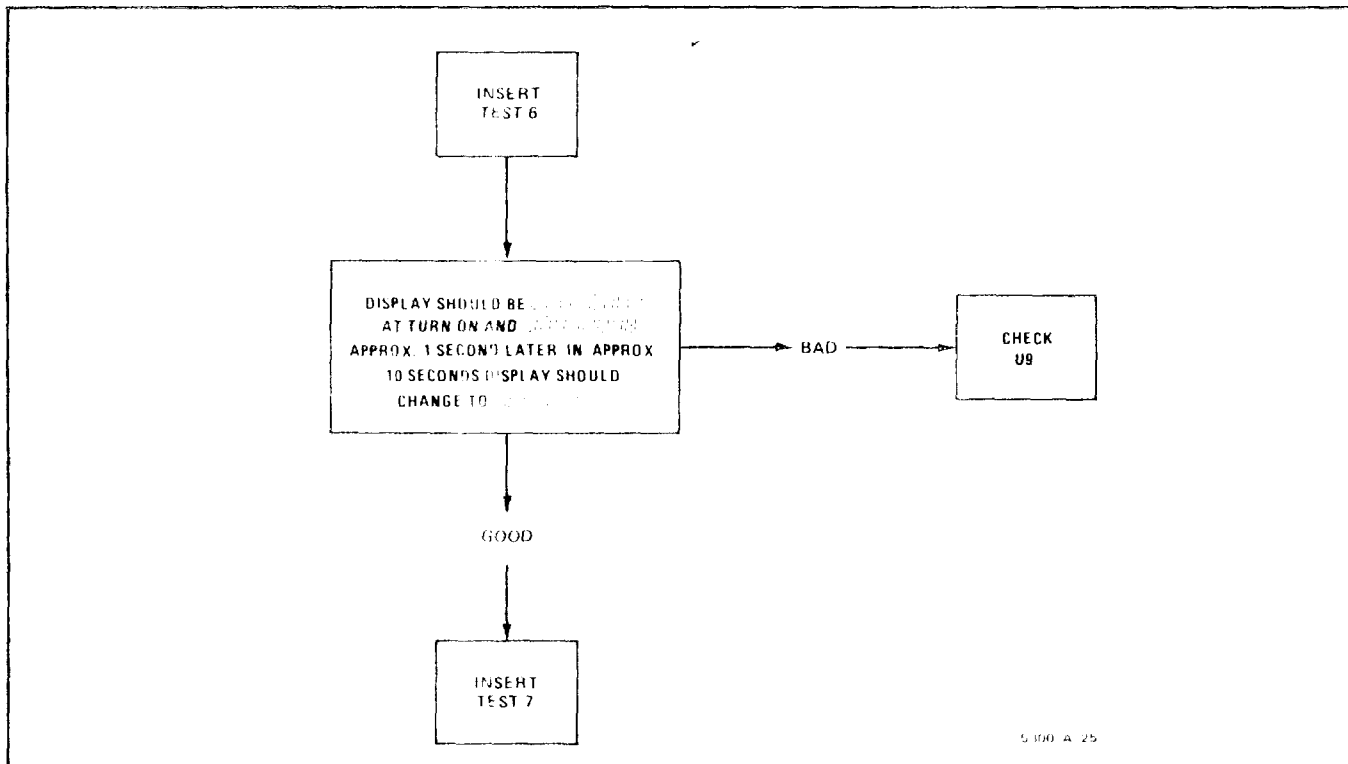 INSERT
TEST 6
DISPLAY SHOULD BE
AT TURN ON AND
APPROX. 1 SECOND LATER IN APPROX
10 SECONDS DISPLAY SHOULD
CHANGE TO
BAD
CHECK
U9
GOOD
INSERT
TEST 7
5300 A 25